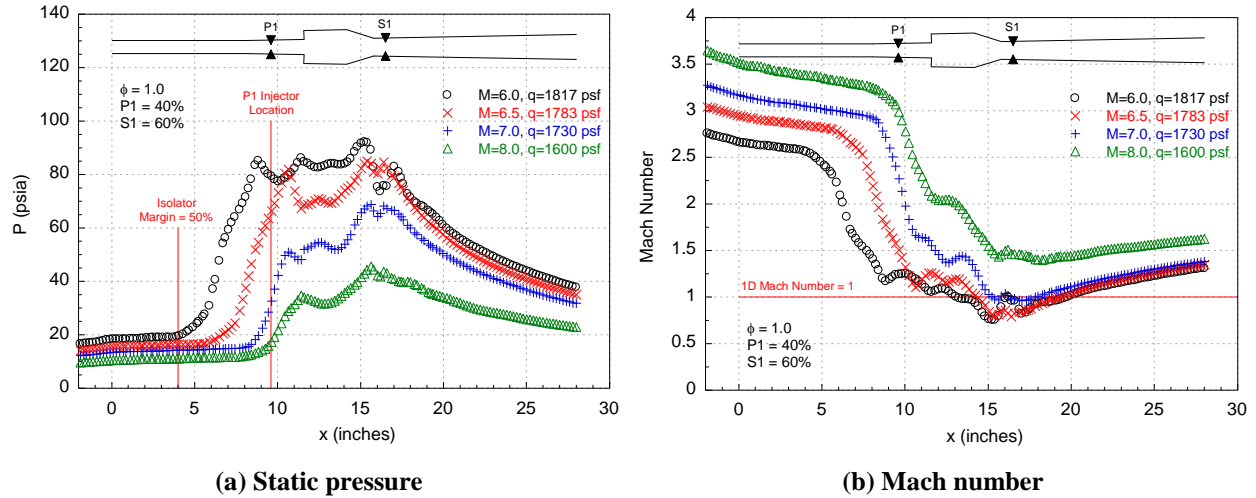 P1
S1
ϕ = 1.0
P1 = 40%
S1 = 60%
P1 Injector
Location
M=6.0, q=1817 psf
M=6.5, q=1783 psf
M=7.0, q=1730 psf
M=8.0, q=1600 psf
Isolator
Margin = 50%
140
120
100
80
60
40
20
0
P (psia)
0
5
10
15
20
25
30
x (inches)
(a) Static pressure
P1
S1
M=6.0, q=1817 psf
M=6.5, q=1783 psf
M=7.0, q=1730 psf
M=8.0, q=1600 psf
1D Mach Number = 1
ϕ = 1.0
P1 = 40%
S1 = 60%
4
3.5
3
2.5
2
1.5
1
0.5
0
Mach Number
0
5
10
15
20
25
30
x (inches)
(b) Mach number